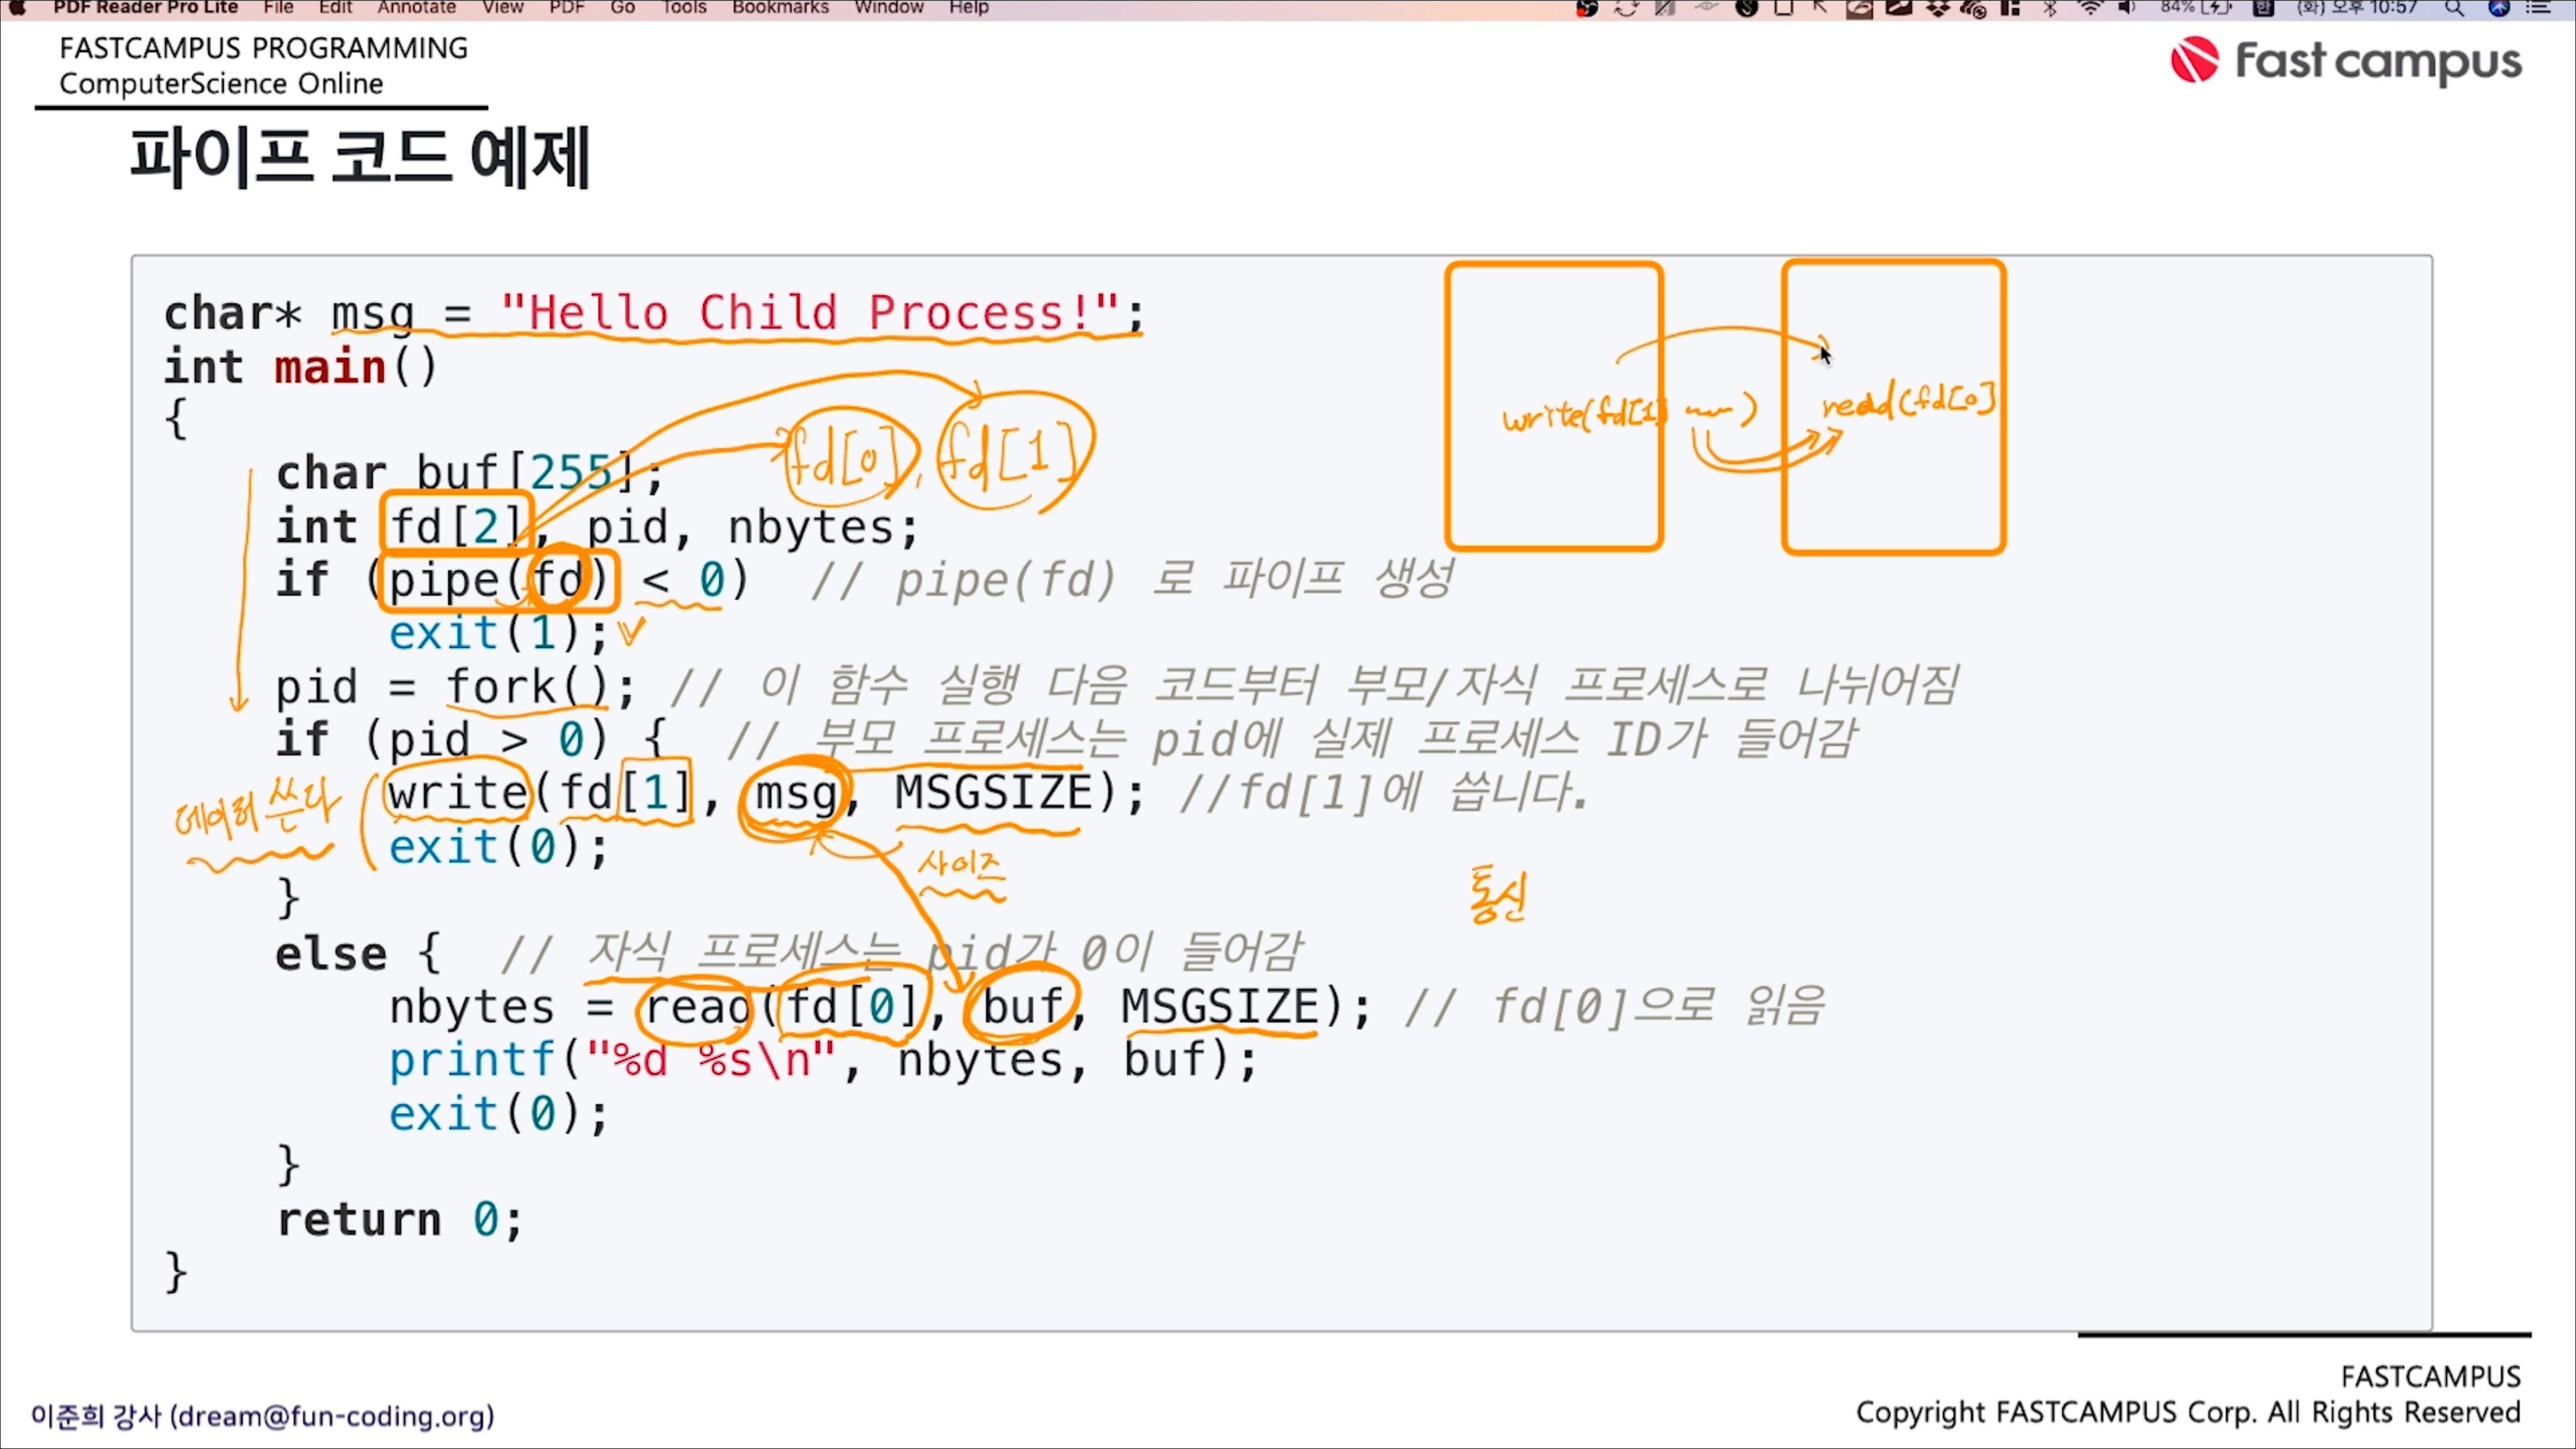 PDF Reader Pro Lite File Edit Annotate View PDF Go Tools Bookmarks Window Help 84% 한 (화) 오후 10:57
FASTCAMPUS PROGRAMMING
ComputerScience Online
Fast campus
파이프 코드 예제
char* msg = "Hello Child Process!";
int main()
{
write(fd[1] )
read(fd[0]
fd[0], fd[1]
char buf[255];
int fd[2], pid, nbytes;
if (pipe(fd) < 0) // pipe(fd) 로 파이프 생성
exit(1);
pid = fork(); // 이 함수 실행 다음 코드부터 부모/자식 프로세스로 나뉘어짐
if (pid > 0) { // 부모 프로세스는 pid에 실제 프로세스 ID가 들어감
write(fd[1], msg, MSGSIZE); //fd[1]에 씁니다.
데이터 쓴다
exit(0);
사이즈
통신
}
else { // 자식 프로세스는 pid가 0이 들어감
nbytes = read(fd[0], buf, MSGSIZE); // fd[0]으로 읽음
printf("%d %s\n", nbytes, buf);
exit(0);
}
return 0;
}
FASTCAMPUS
이준희 강사 (dream@fun-coding.org)
Copyright FASTCAMPUS Corp. All Rights Reserved